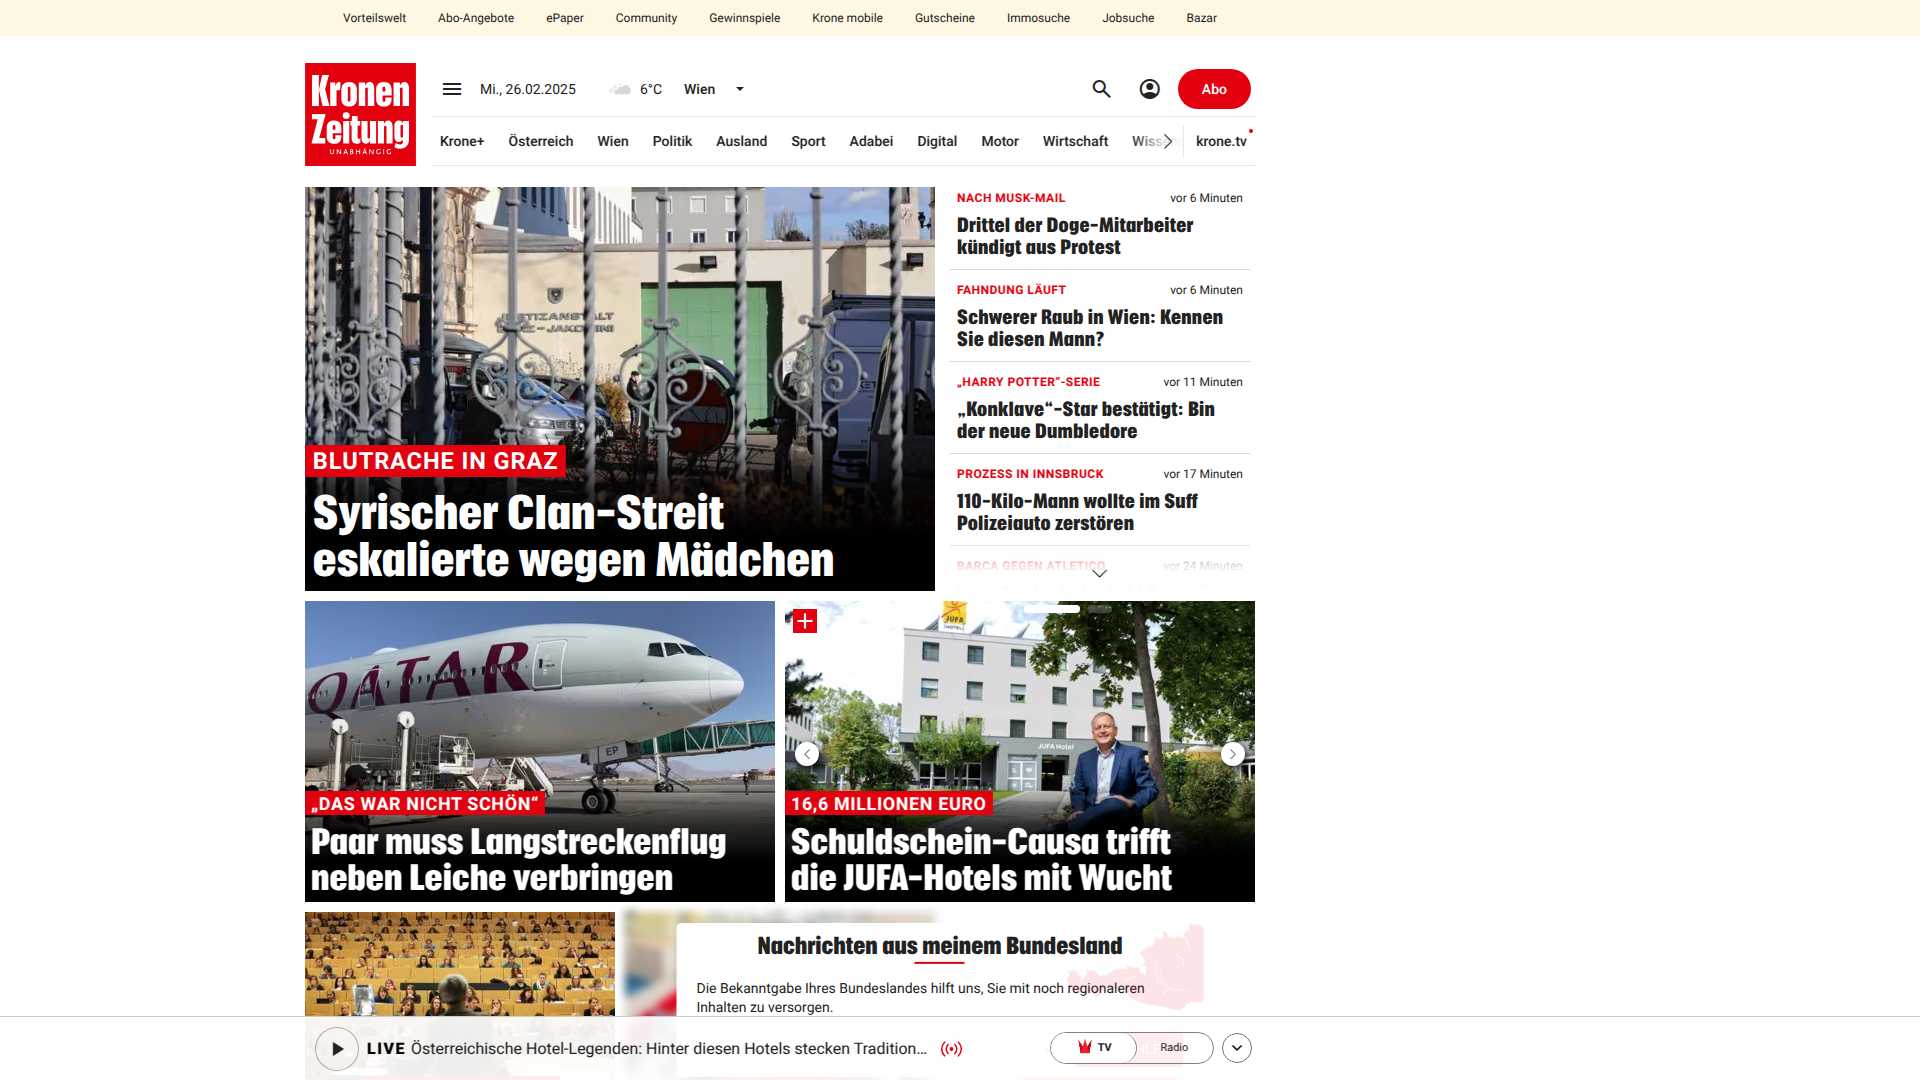 Vorteilswelt Abo-Angebote ePaper Community Gewinnspiele Krone mobile Gutscheine Immosuche Jobsuche Bazar
Kronen
Zeitung
UNABHÄNGIG
Mi., 26.02.2025 6°C Wien
Abo
Krone+ Österreich Wien Politik Ausland Sport Adabei Digital Motor Wirtschaft krone.tv
BLUTRACHE IN GRAZ
Syrischer Clan-Streit
eskalierte wegen Mädchen
NACH MUSK-MAIL vor 6 Minuten
Drittel der Doge-Mitarbeiter
kündigt aus Protest
FAHNDUNG LÄUFT vor 6 Minuten
Schwerer Raub in Wien: Kennen
Sie diesen Mann?
„HARRY POTTER“-SERIE vor 11 Minuten
„Konklave“-Star bestätigt: Bin
der neue Dumbledore
PROZESS IN INNSBRUCK vor 17 Minuten
110-Kilo-Mann wollte im Suff
Polizeiauto zerstören
BARCA GEGEN ATLETICO vor 24 Minuten
QATAR
EP
„DAS WAR NICHT SCHÖN“
Paar muss Langstreckenflug
neben Leiche verbringen
JUFA
HOTEL
JUFA Hotel
16,6 MILLIONEN EURO
Schuldschein-Causa trifft
die JUFA-Hotels mit Wucht
Nachrichten aus meinem Bundesland
Die Bekanntgabe Ihres Bundeslandes hilft uns, Sie mit noch regionaleren
Inhalten zu versorgen.
LIVE Österreichische Hotel-Legenden: Hinter diesen Hotels stecken Tradition...
TV Radio